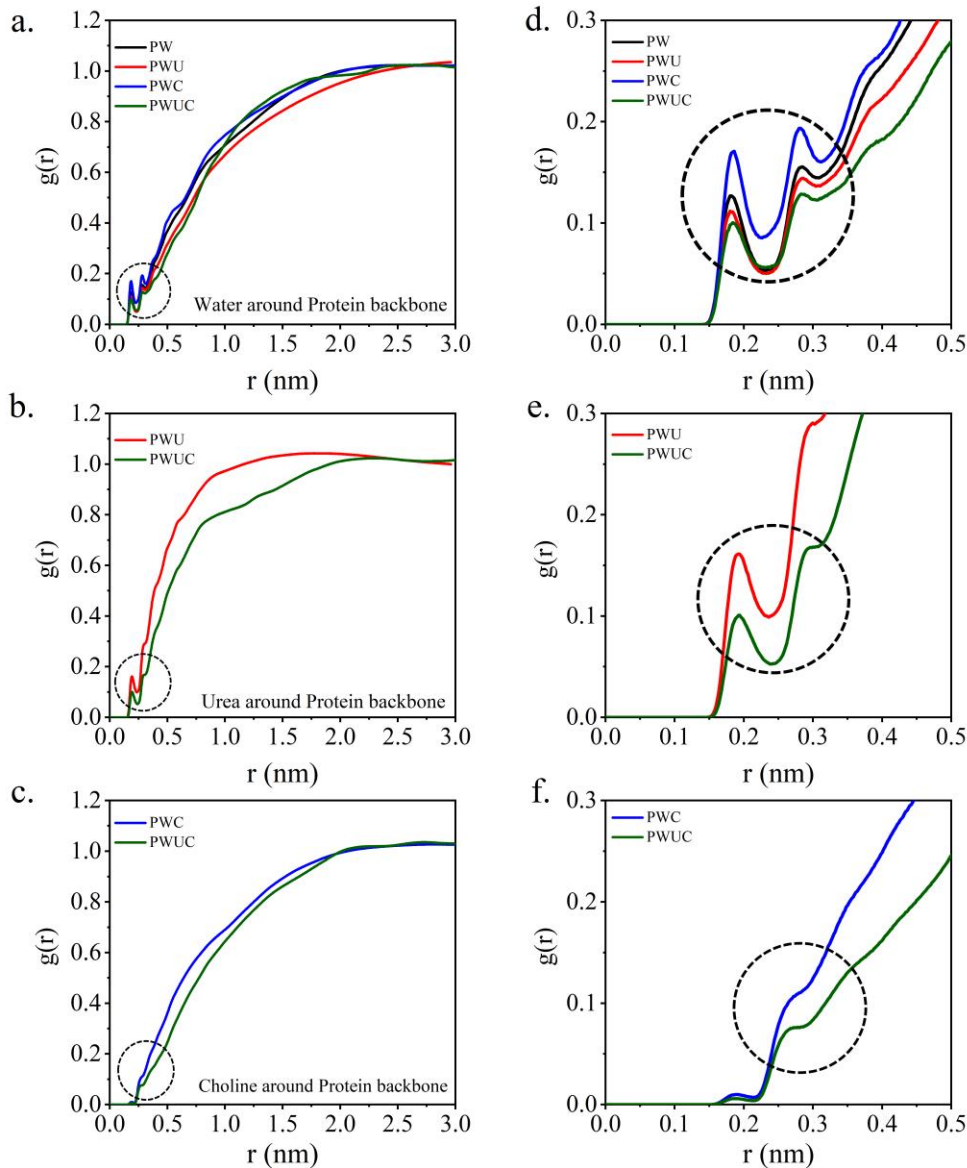 a.
1.2
1.0
0.8
0.6
0.4
0.2
0.0
g(r)
PW
PWU
PWC
PWUC
Water around Protein backbone
0.0 0.5 1.0 1.5 2.0 2.5 3.0
r (nm)
d.
0.3
0.2
0.1
0.0
g(r)
PW
PWU
PWC
PWUC
0.0 0.1 0.2 0.3 0.4 0.5
r (nm)
b.
1.2
1.0
0.8
0.6
0.4
0.2
0.0
g(r)
PWU
PWUC
Urea around Protein backbone
0.0 0.5 1.0 1.5 2.0 2.5 3.0
r (nm)
e.
0.3
0.2
0.1
0.0
g(r)
PWU
PWUC
0.0 0.1 0.2 0.3 0.4 0.5
r (nm)
c.
1.2
1.0
0.8
0.6
0.4
0.2
0.0
g(r)
PWC
PWUC
Choline around Protein backbone
0.0 0.5 1.0 1.5 2.0 2.5 3.0
r (nm)
f.
0.3
0.2
0.1
0.0
g(r)
PWC
PWUC
0.0 0.1 0.2 0.3 0.4 0.5
r (nm)